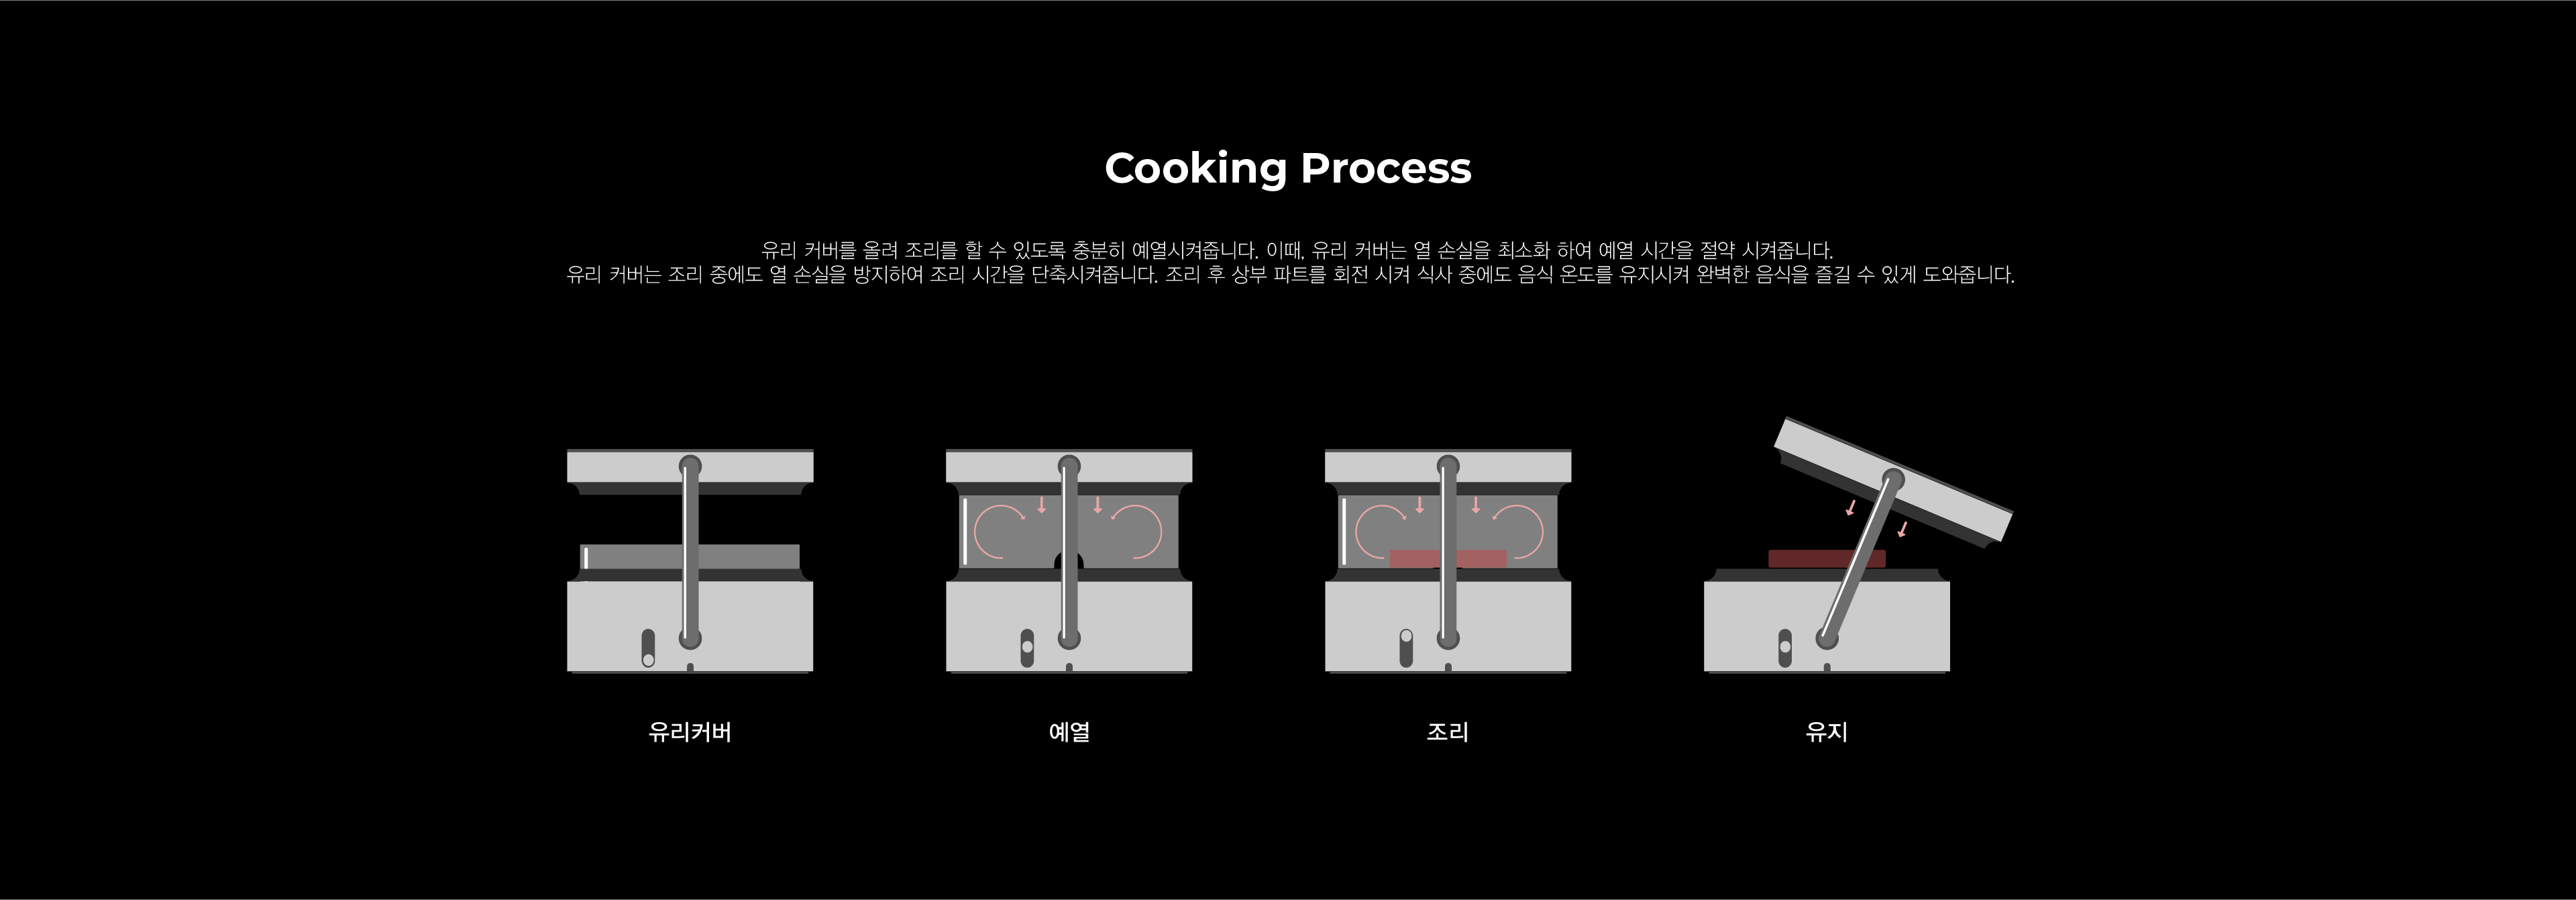 Cooking Process
유리 커버를 올려 조리를 할 수 있도록 충분히 예열시켜줍니다. 이때, 유리 커버는 열 손실을 최소화 하여 예열 시간을 절약 시켜줍니다.
유리 커버는 조리 중에도 열 손실을 방지하여 조리 시간을 단축시켜줍니다. 조리 후 상부 파트를 회전 시켜 식사 중에도 음식 온도를 유지시켜 완벽한 음식을 즐길 수 있게 도와줍니다.
유리커버
예열
조리
유지